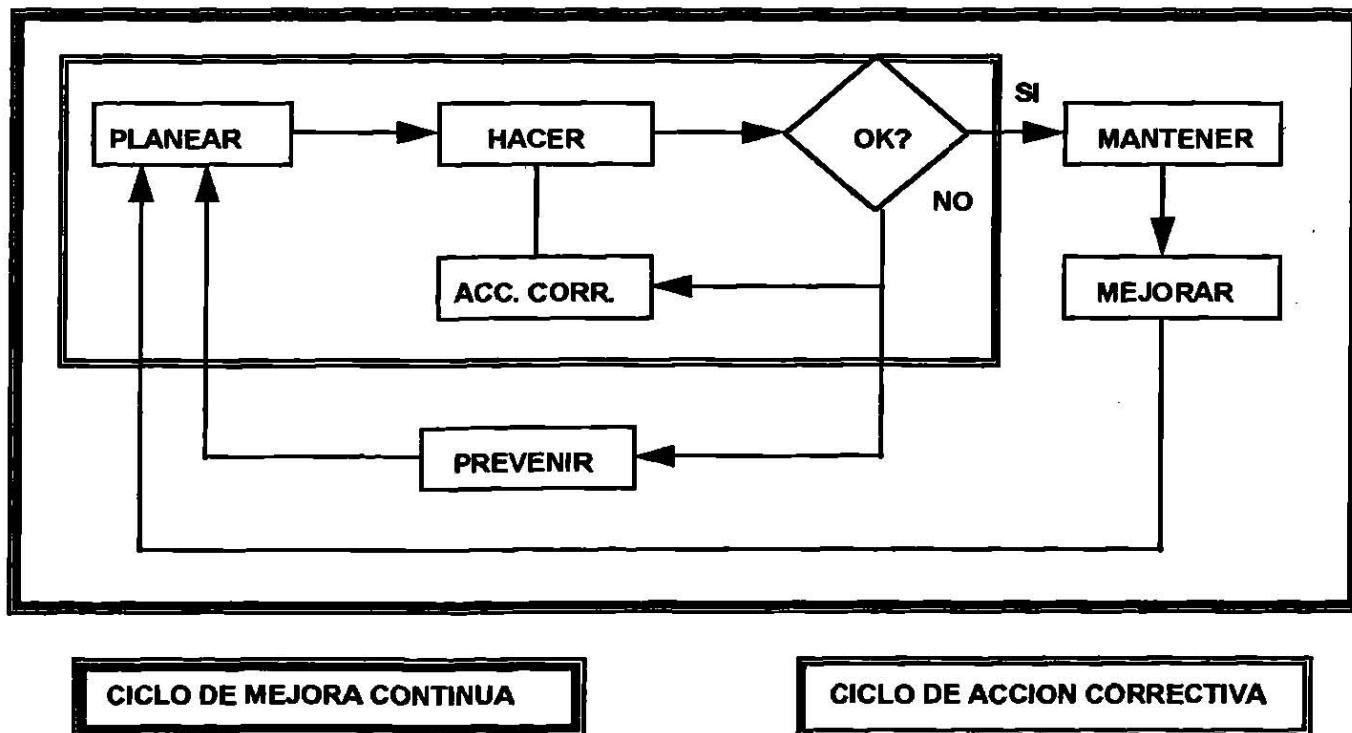 SI
PLANEAR
HACER
OK?
MANTENER
NO
ACC. CORR.
MEJORAR
PREVENIR
CICLO DE MEJORA CONTINUA
CICLO DE ACCION CORRECTIVA